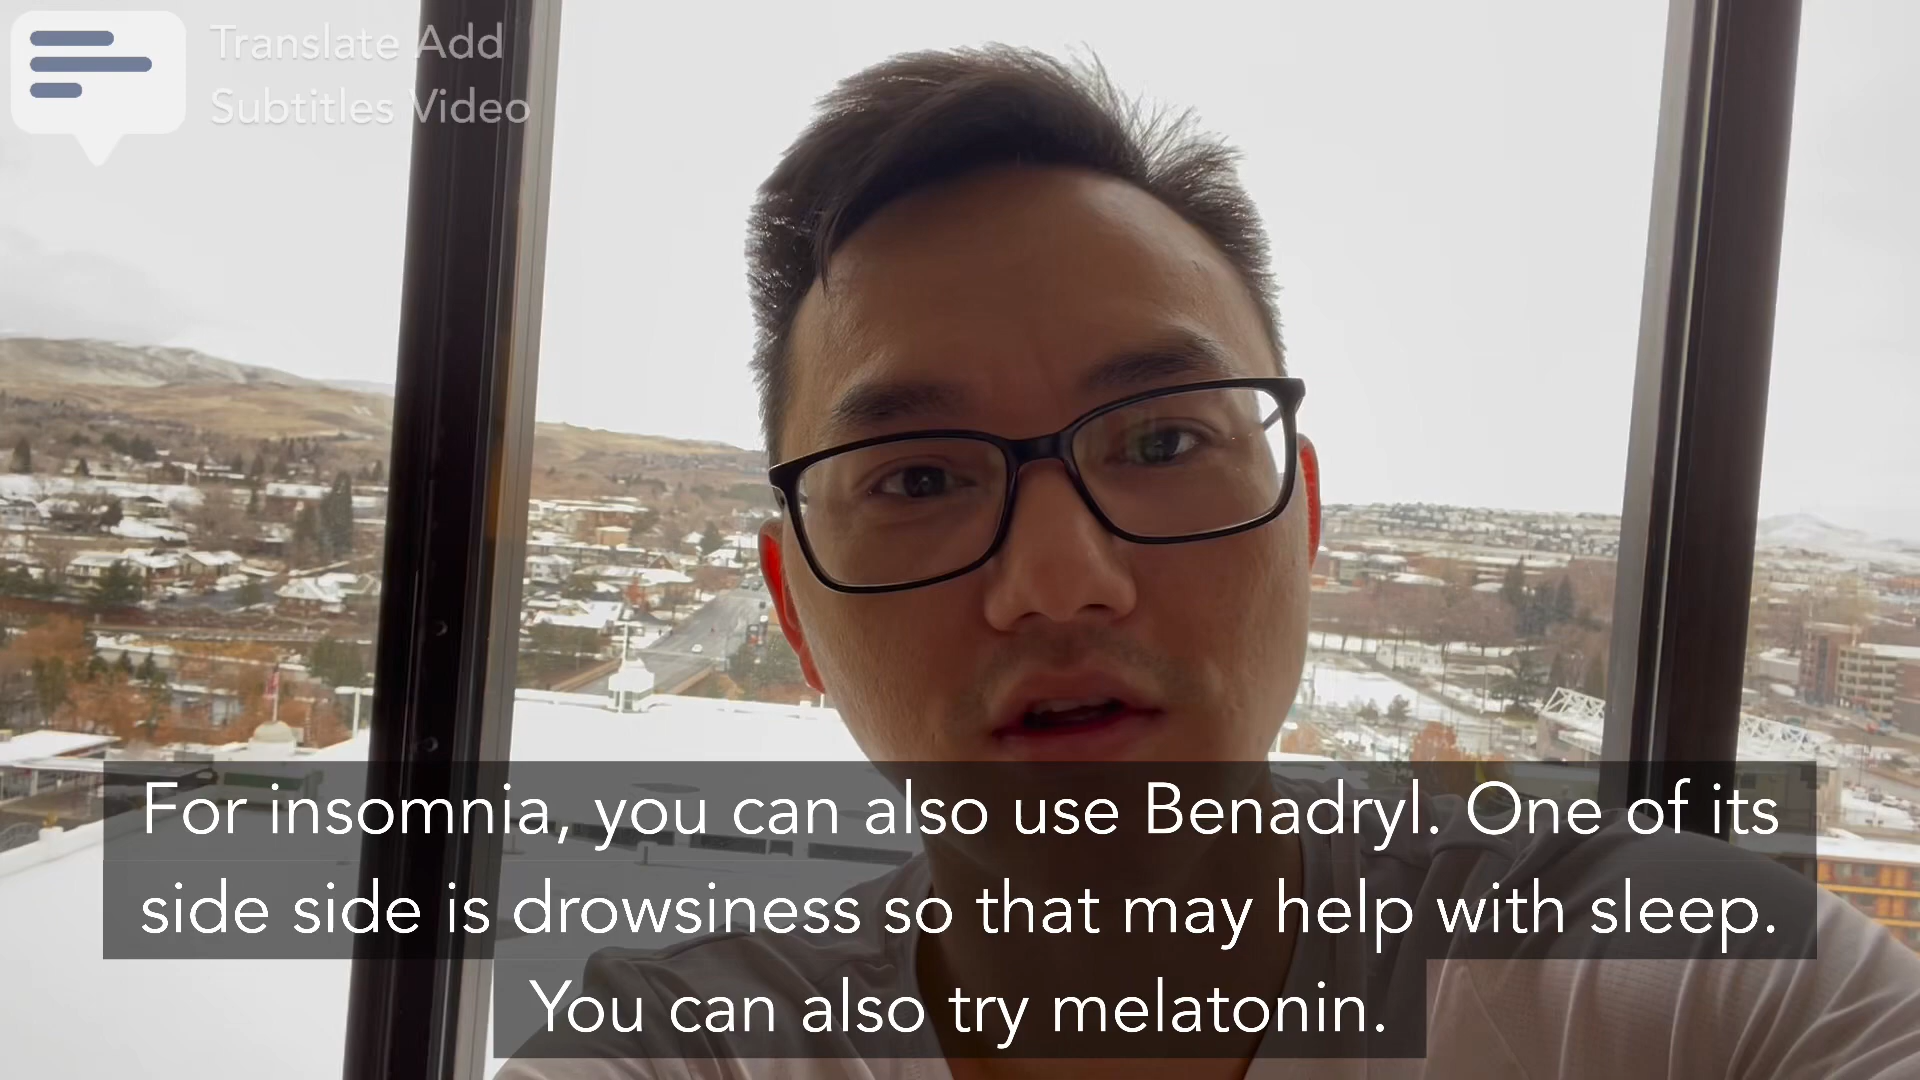 Translate Add
Subtitles Video
For insomnia, you can also use Benadryl. One of its
side side is drowsiness so that may help with sleep.
You can also try melatonin.